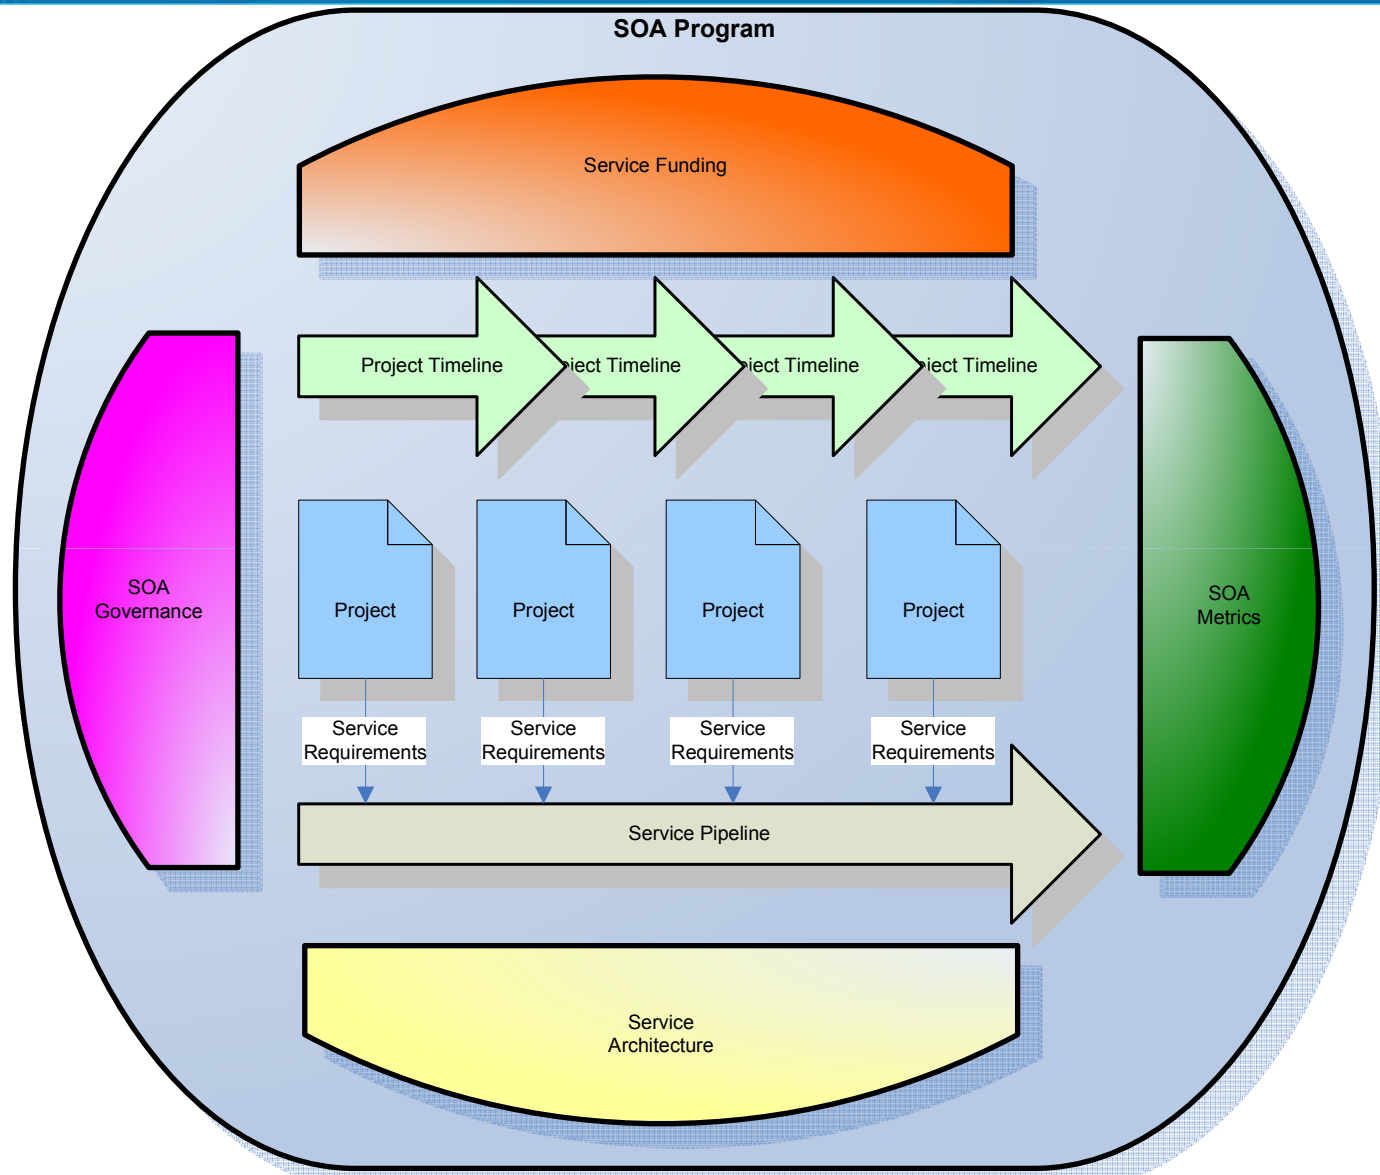 SOA Program
Service Funding
Project Timeline
ject Timeline
ject Timeline
ject Timeline
SOA
Governance
Project
Project
Project
Project
SOA
Metrics
Service
Requirements
Service
Requirements
Service
Requirements
Service
Requirements
Service Pipeline
Service
Architecture